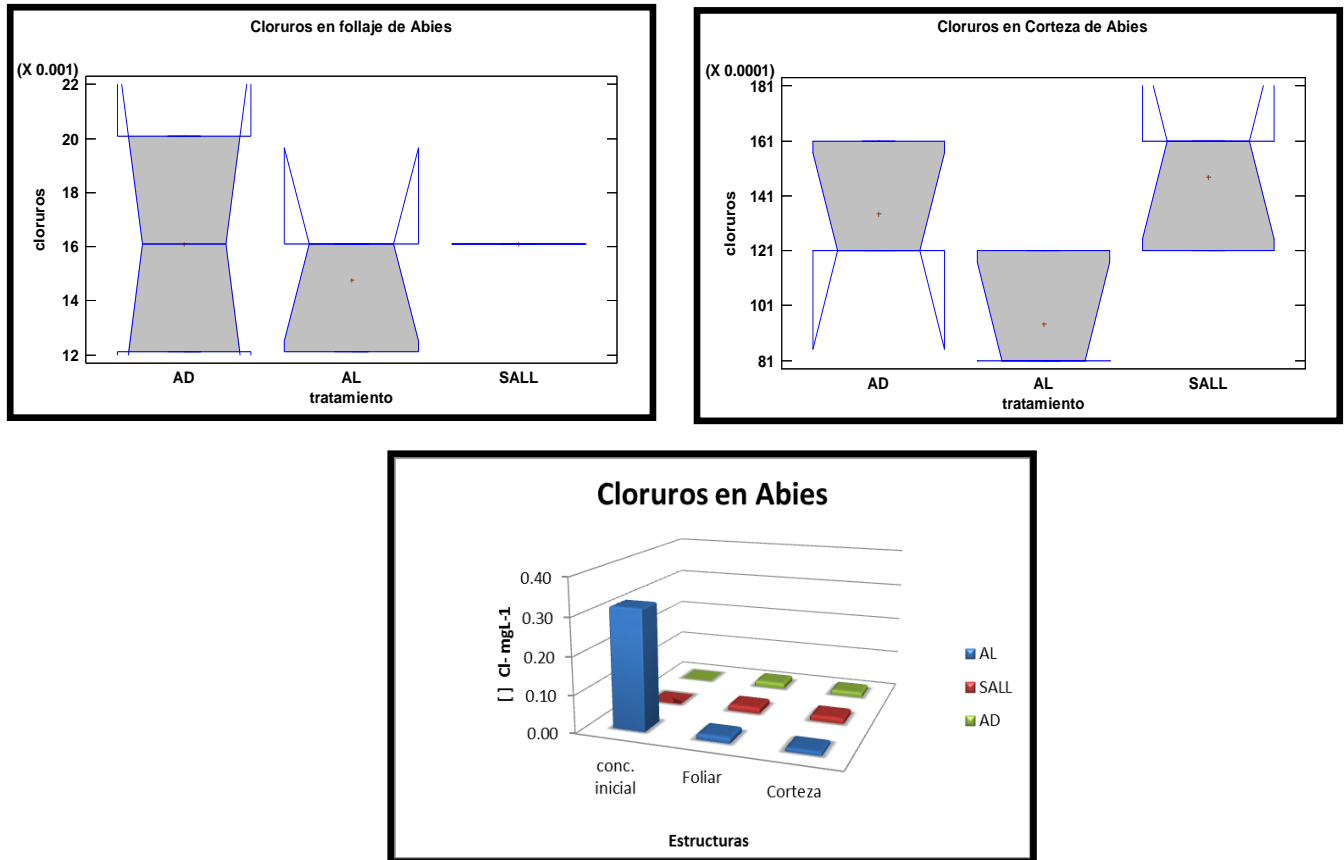 Cloruros en follaje de Abies
(X 0.001)
22
20
18
16
14
12
cloruros
AD AL SALL
tratamiento
Cloruros en Corteza de Abies
(X 0.0001)
181
161
141
121
101
81
cloruros
AD AL SALL
tratamiento
Cloruros en Abies
0.40
0.30
0.20
0.10
0.00
[ ] Cl- mgL-1
conc. inicial
Foliar
Corteza
Estructuras
AL
SALL
AD